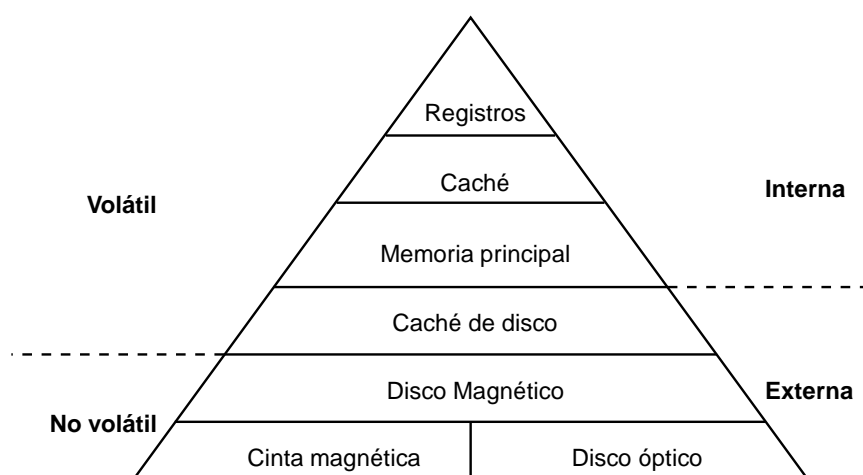 Registros
Caché
Volátil
Interna
Memoria principal
Caché de disco
Disco Magnético
Externa
No volátil
Cinta magnética
Disco óptico